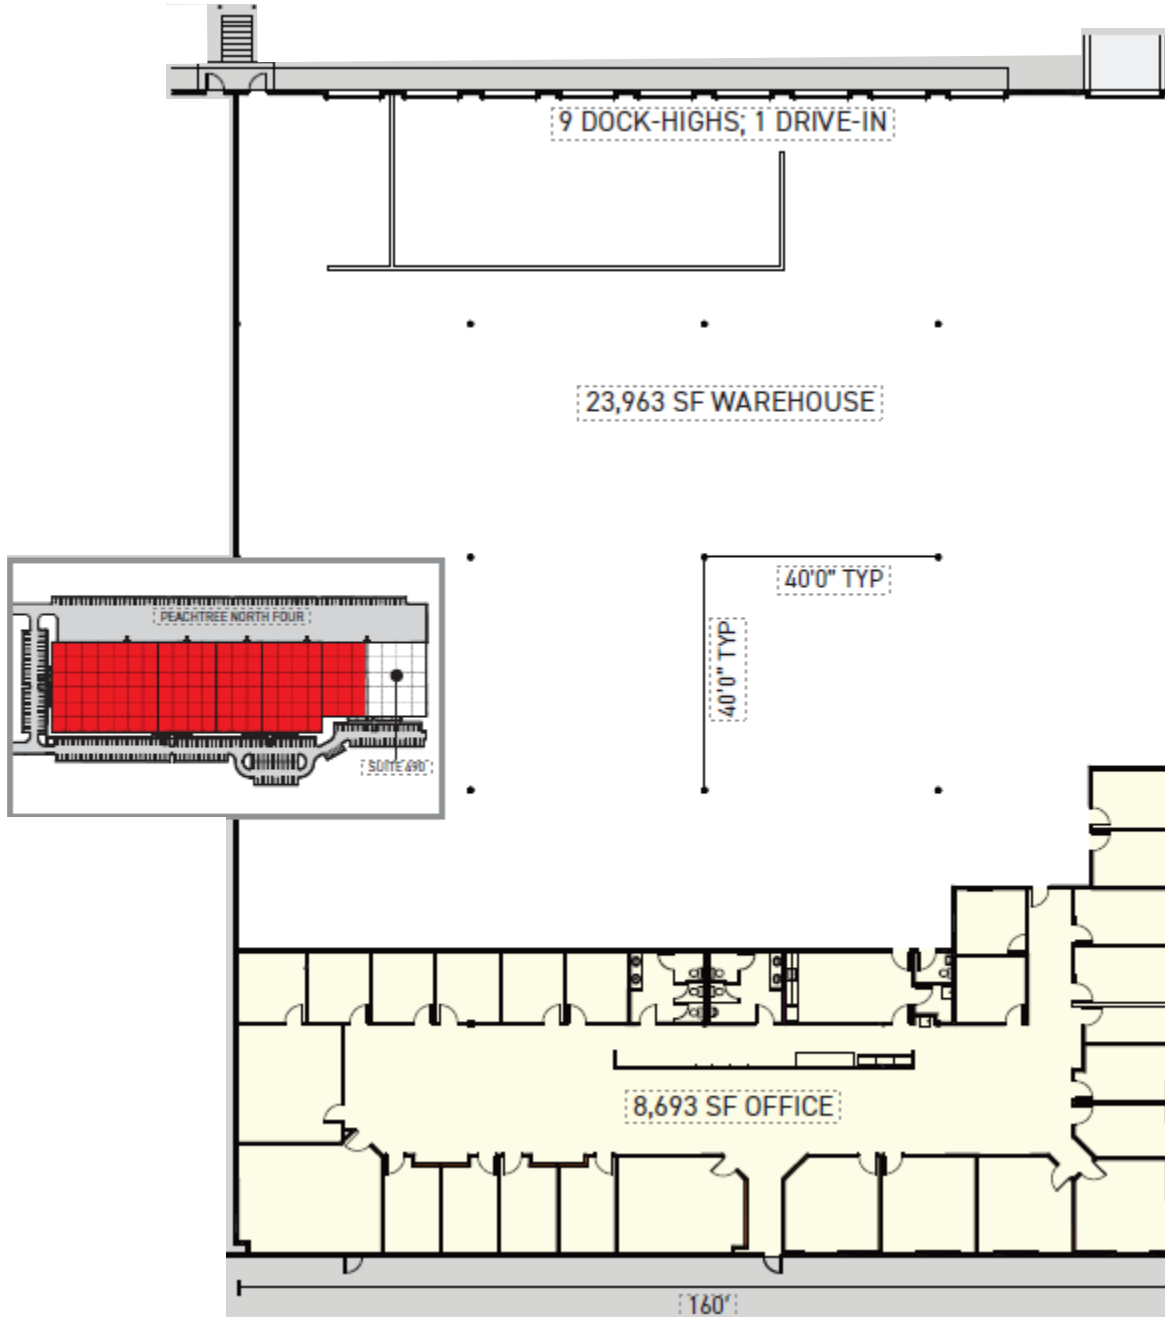 9 DOCK-HIGHS; 1 DRIVE-IN
23,963 SF WAREHOUSE
40'0" TYP
40'0" TYP
PEACHTREE NORTH FOUR
SUITE 490
8,693 SF OFFICE
160'